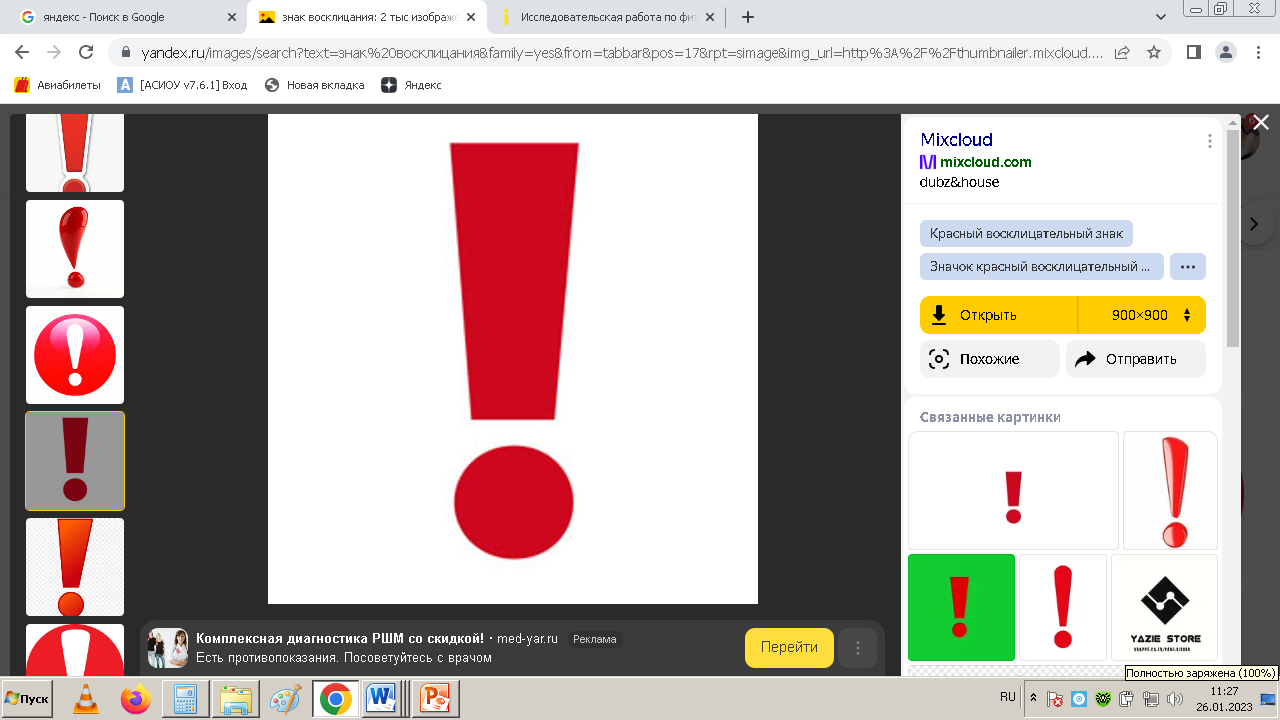 яндекс - Поиск в Google
знак восклицания: 2 тыс изображ
Исследовательская работа по ф
yandex.ru/images/search?text=знак%20восклицния&family=yes&from=tabbar&pos=17&rpt=simage&img_url=http%3A%2F%2Fthumbnailer.mixcloud....
Авиабилеты
[АСИОУ v7.6.1] Вход
Новая вкладка
Яндекс
Mixcloud
mixcloud.com
dubz&house
Красный восклицательный знак
Значок красный восклицательный ...
Открыть 900×900
Похожие Отправить
Связанные картинки
YAZIE STORE
Комплексная диагностика РШМ со скидкой! · med-yar.ru Реклама
Есть противопоказания. Посоветуйтесь с врачом
Перейти
Полностью заряжена (100%)
Пуск
RU
11:27
26.01.2023